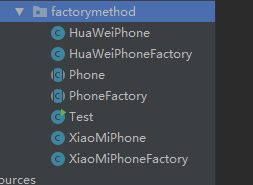 factorymethod
HuaWeiPhone
HuaWeiPhoneFactory
Phone
PhoneFactory
Test
XiaoMiPhone
XiaoMiPhoneFactory
ources